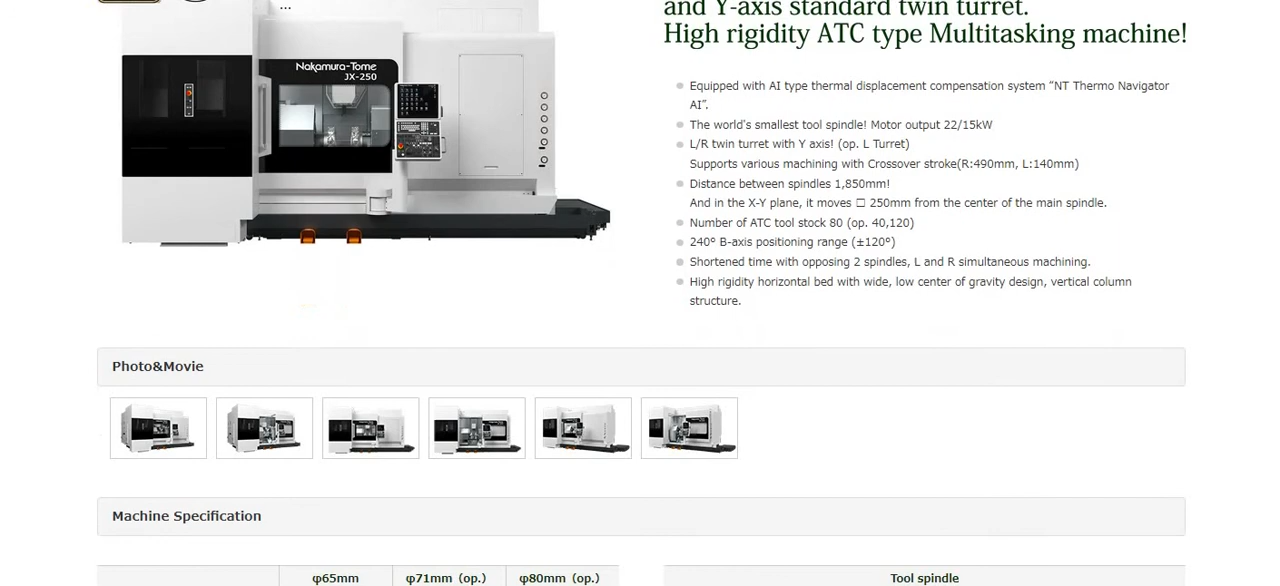 and Y-axis standard twin turret.
High rigidity ATC type Multitasking machine!
Nakamura-Tome
JX-250
Equipped with AI type thermal displacement compensation system “NT Thermo Navigator
AI”.
The world's smallest tool spindle! Motor output 22/15kW
L/R twin turret with Y axis! (op. L Turret)
Supports various machining with Crossover stroke(R:490mm, L:140mm)
Distance between spindles 1,850mm!
And in the X-Y plane, it moves □ 250mm from the center of the main spindle.
Number of ATC tool stock 80 (op. 40,120)
240° B-axis positioning range (±120°)
Shortened time with opposing 2 spindles, L and R simultaneous machining.
High rigidity horizontal bed with wide, low center of gravity design, vertical column
structure.
Photo&Movie
Machine Specification
φ65mm φ71mm (op.) φ80mm (op.) Tool spindle